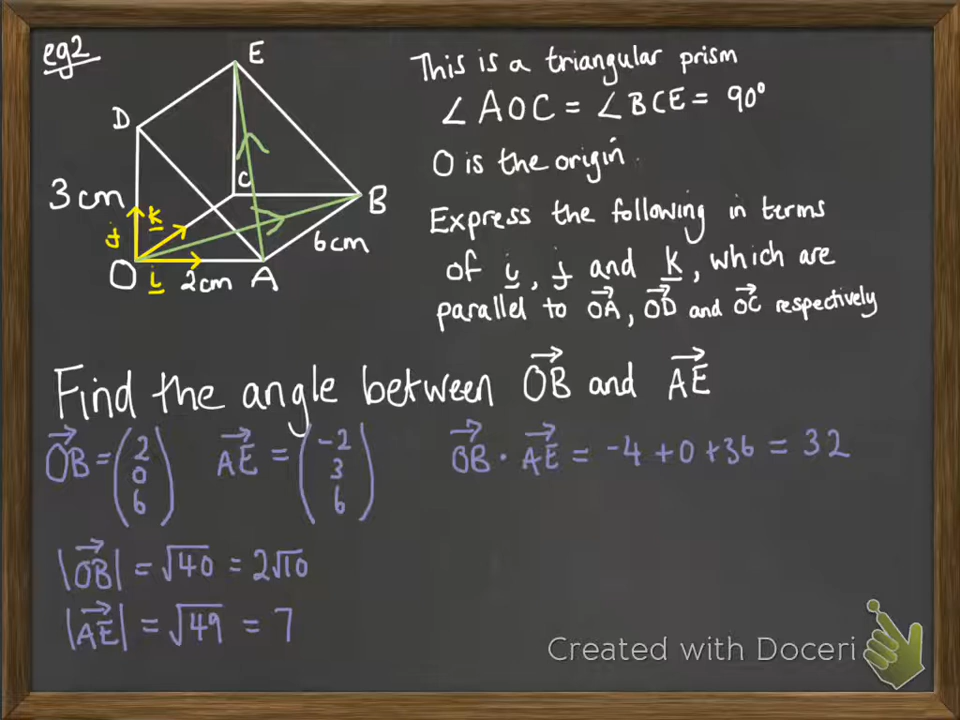 eg2
This is a triangular prism
∠AOC = ∠BCE = 90°
O is the origin.
Express the following in terms
of i, j and k, which are
parallel to OA, OD and OC respectively
E
D
C
B
3cm
k
j
6cm
O
i
2cm
A
Find the angle between OB and AE
OB = (2 0 6) AE = (-2 3 6) OB · AE = -4 + 0 + 36 = 32
|OB| = √40 = 2√10
|AE| = √49 = 7
Created with Doceri